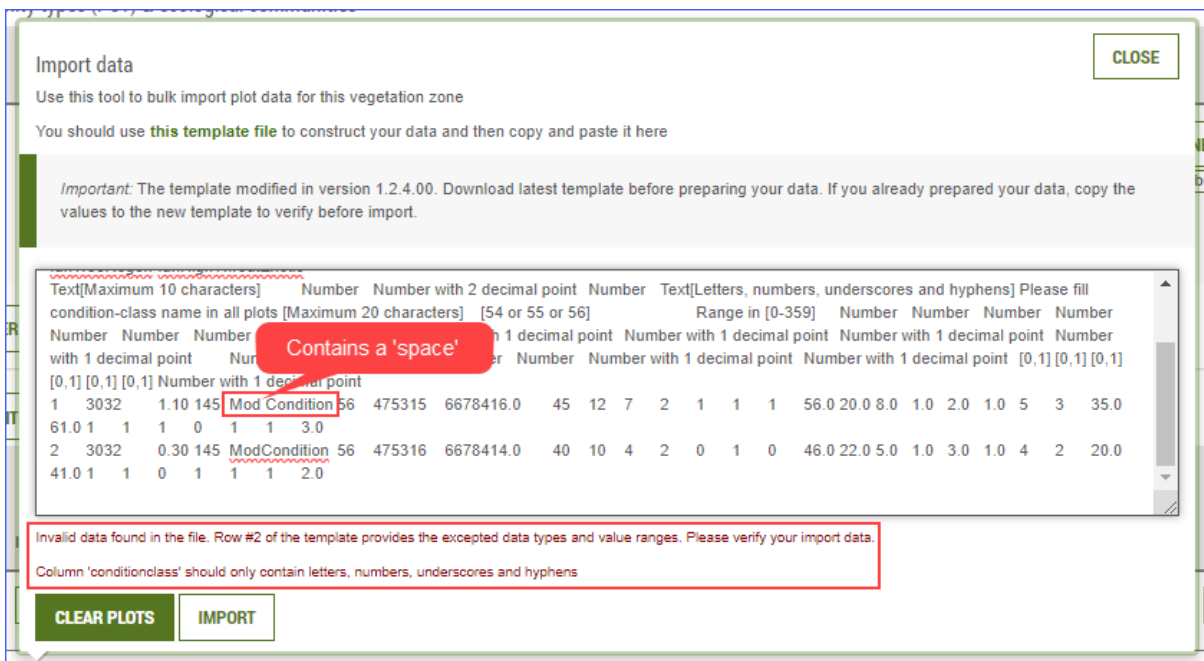 CLOSE
Import data
Use this tool to bulk import plot data for this vegetation zone
You should use this template file to construct your data and then copy and paste it here
Important: The template modified in version 1.2.4.00. Download latest template before preparing your data. If you already prepared your data, copy the
values to the new template to verify before import.
Text[Maximum 10 characters] Number Number with 2 decimal point Number Text[Letters, numbers, underscores and hyphens] Please fill
condition-class name in all plots [Maximum 20 characters] [54 or 55 or 56] Range in [0-359] Number Number Number Number
Number Number Number 1 decimal point Number with 1 decimal point Number with 1 decimal point Number
Contains a 'space'
with 1 decimal point Number Number with 1 decimal point Number with 1 decimal point [0,1] [0,1] [0,1]
[0,1] [0,1] [0,1] Number with 1 decimal point
1 3032 1.10 145 Mod Condition 56 475315 6678416.0 45 12 7 2 1 1 1 56.0 20.0 8.0 1.0 2.0 1.0 5 3 35.0
61.0 1 1 1 0 1 1 3.0
2 3032 0.30 145 ModCondition 56 475316 6678414.0 40 10 4 2 0 1 0 46.0 22.0 5.0 1.0 3.0 1.0 4 2 20.0
41.0 1 1 0 1 1 1 2.0
Invalid data found in the file. Row #2 of the template provides the excepted data types and value ranges. Please verify your import data.
Column 'conditionclass' should only contain letters, numbers, underscores and hyphens
CLEAR PLOTS IMPORT